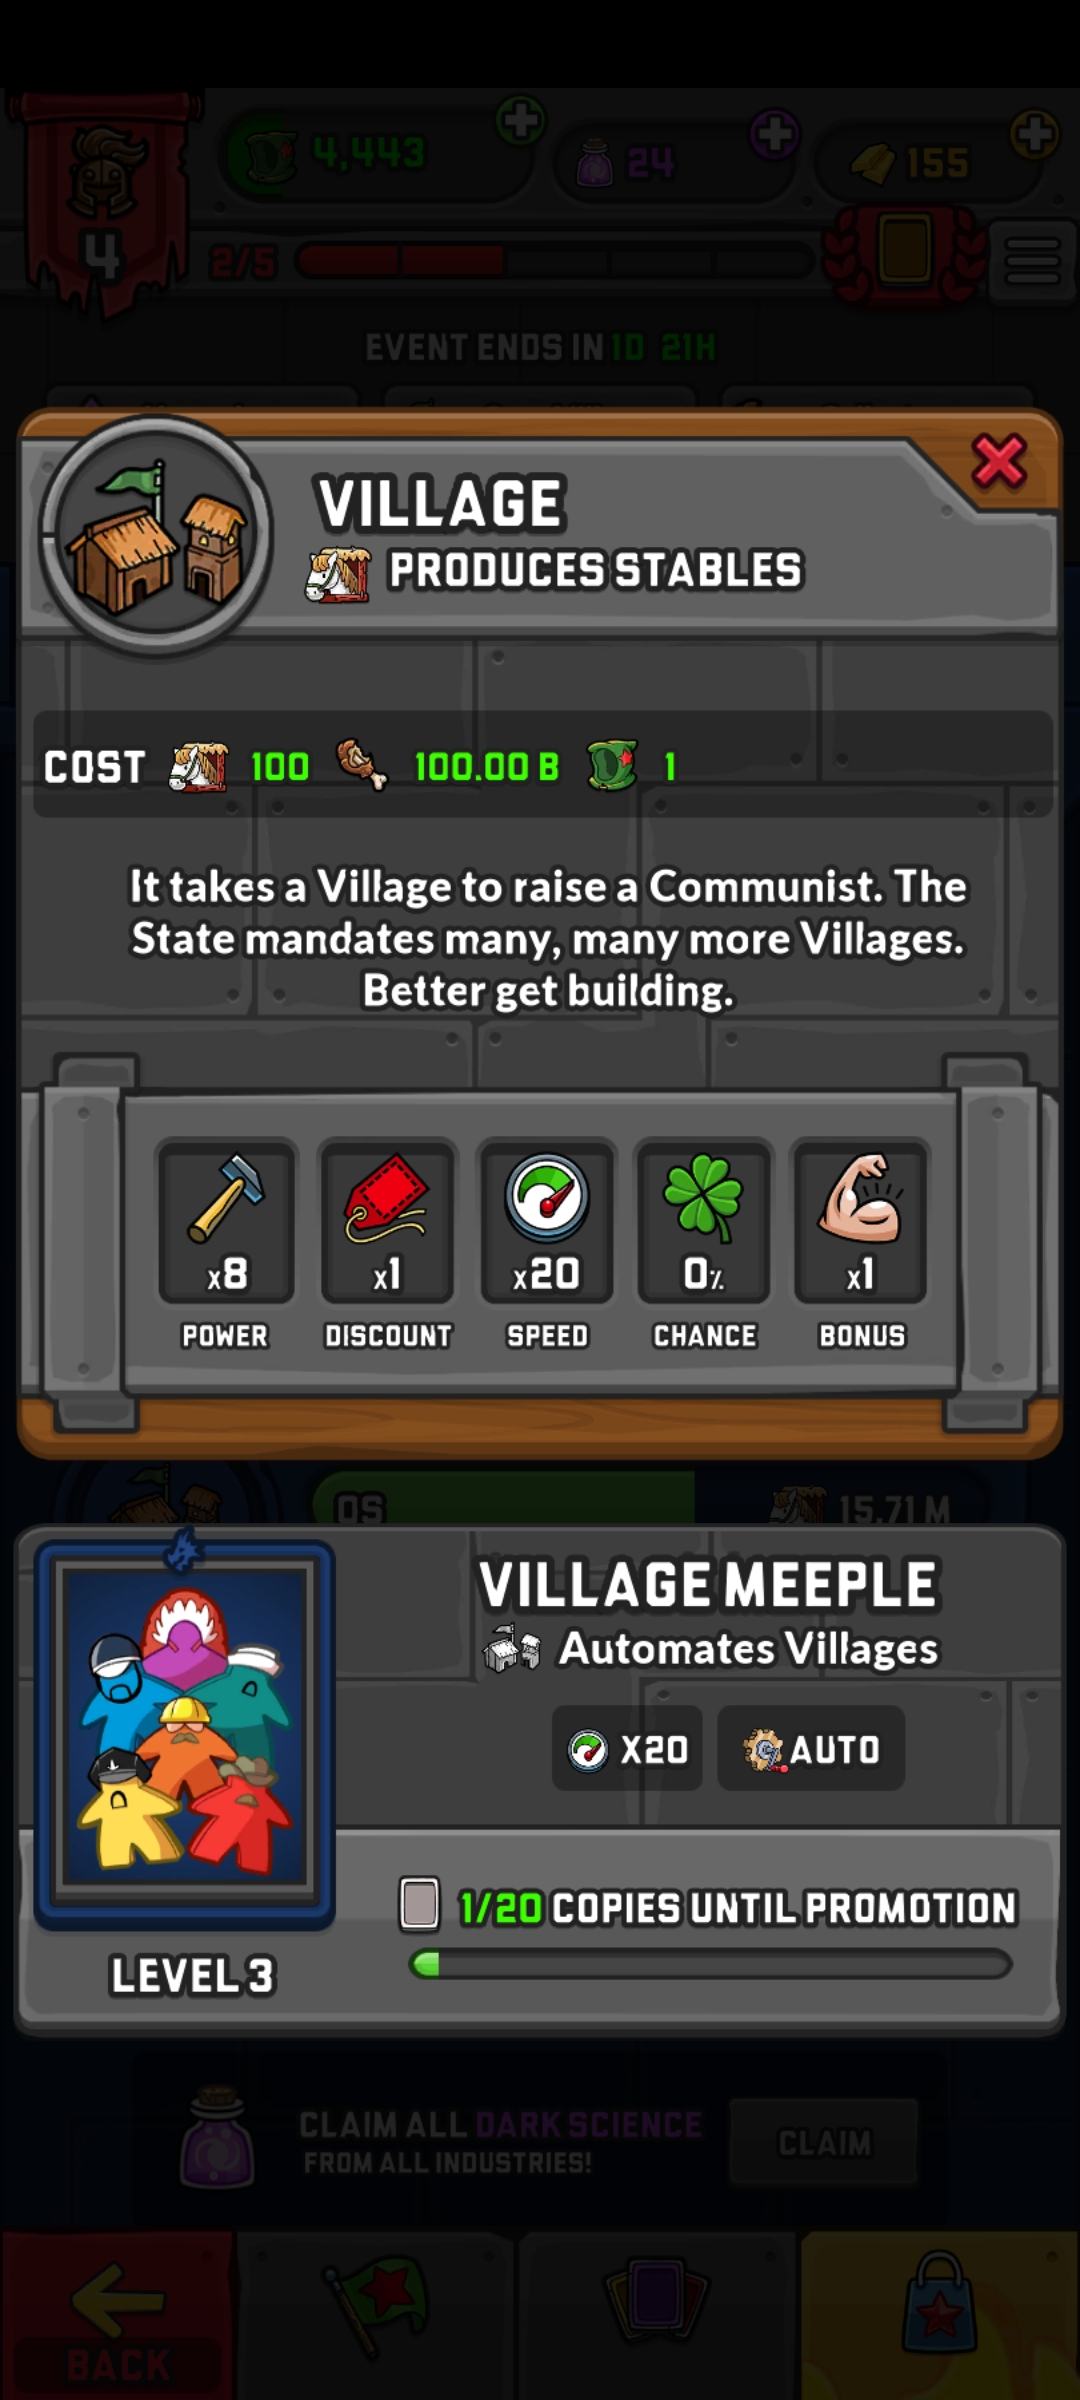 4,443
24
155
4
2/5
EVENT ENDS IN 1D 21H
VILLAGE
PRODUCES STABLES
COST 100 100.00 B 1
It takes a Village to raise a Communist. The
State mandates many, many more Villages.
Better get building.
x8 x1 x20 0% x1
POWER DISCOUNT SPEED CHANCE BONUS
0S 15.71 M
VILLAGE MEEPLE
Automates Villages
X20 AUTO
1/20 COPIES UNTIL PROMOTION
LEVEL 3
CLAIM ALL DARK SCIENCE
FROM ALL INDUSTRIES!
CLAIM
BACK